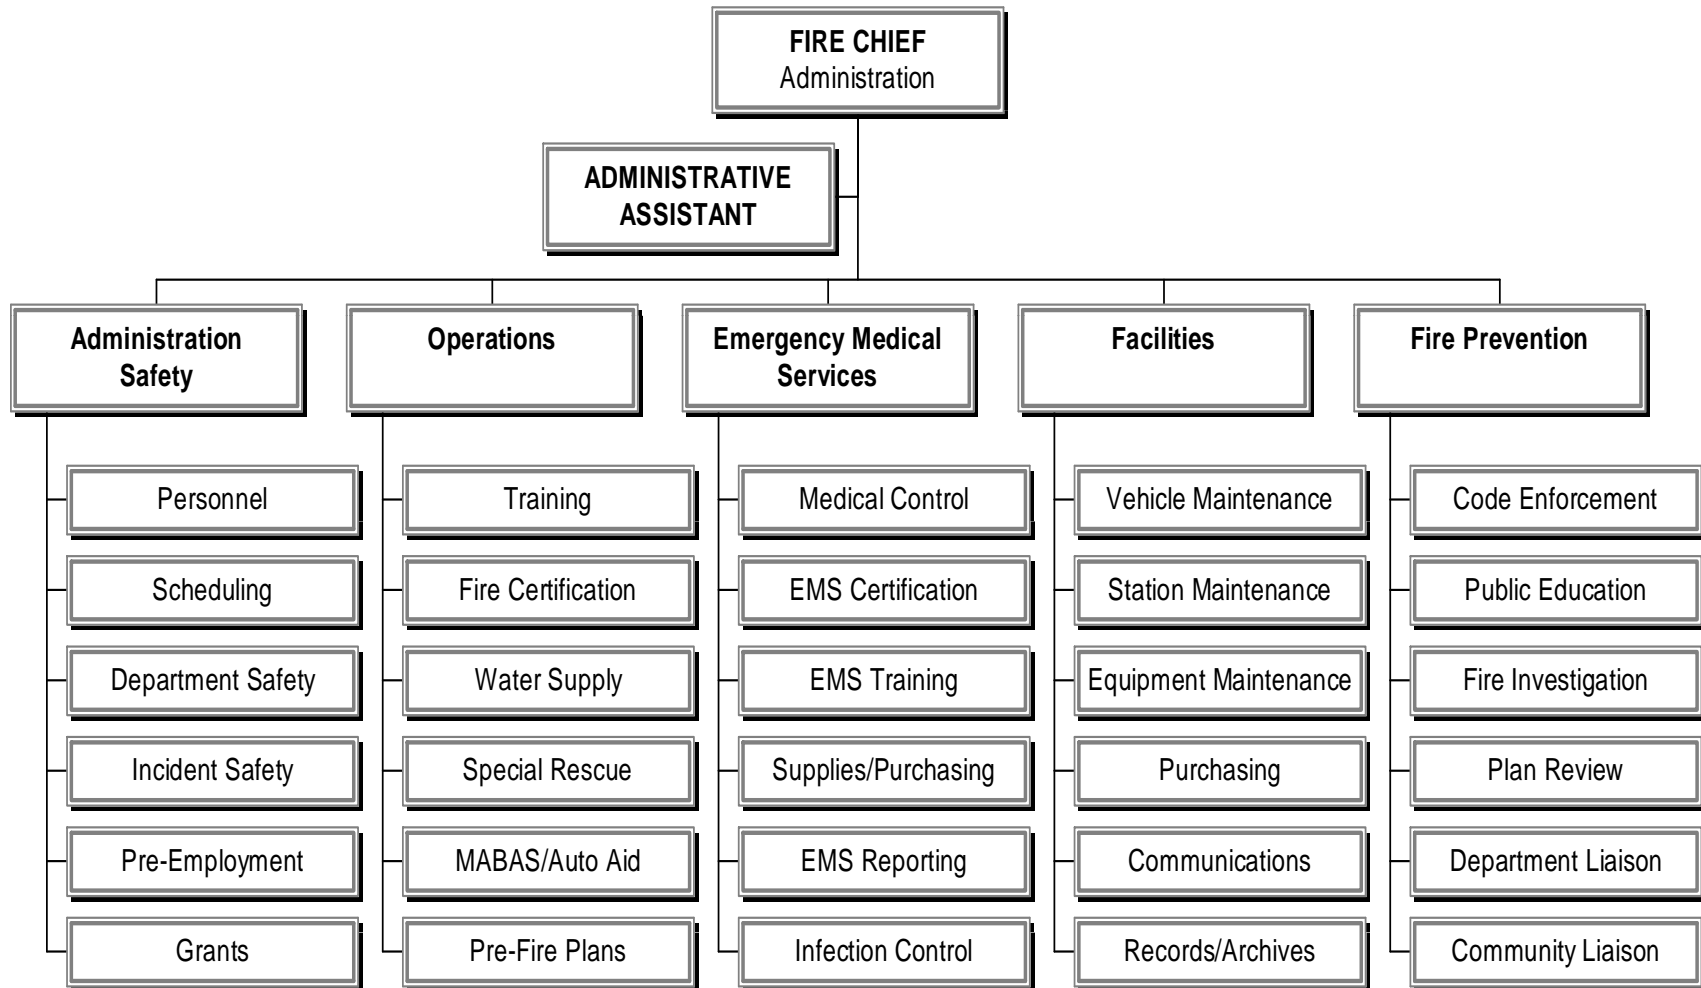 FIRE CHIEF
Administration
ADMINISTRATIVE
ASSISTANT
Administration
Safety
Personnel
Scheduling
Department Safety
Incident Safety
Pre-Employment
Grants
Operations
Training
Fire Certification
Water Supply
Special Rescue
MABAS/Auto Aid
Pre-Fire Plans
Emergency Medical
Services
Medical Control
EMS Certification
EMS Training
Supplies/Purchasing
EMS Reporting
Infection Control
Facilities
Vehicle Maintenance
Station Maintenance
Equipment Maintenance
Purchasing
Communications
Records/Archives
Fire Prevention
Code Enforcement
Public Education
Fire Investigation
Plan Review
Department Liaison
Community Liaison